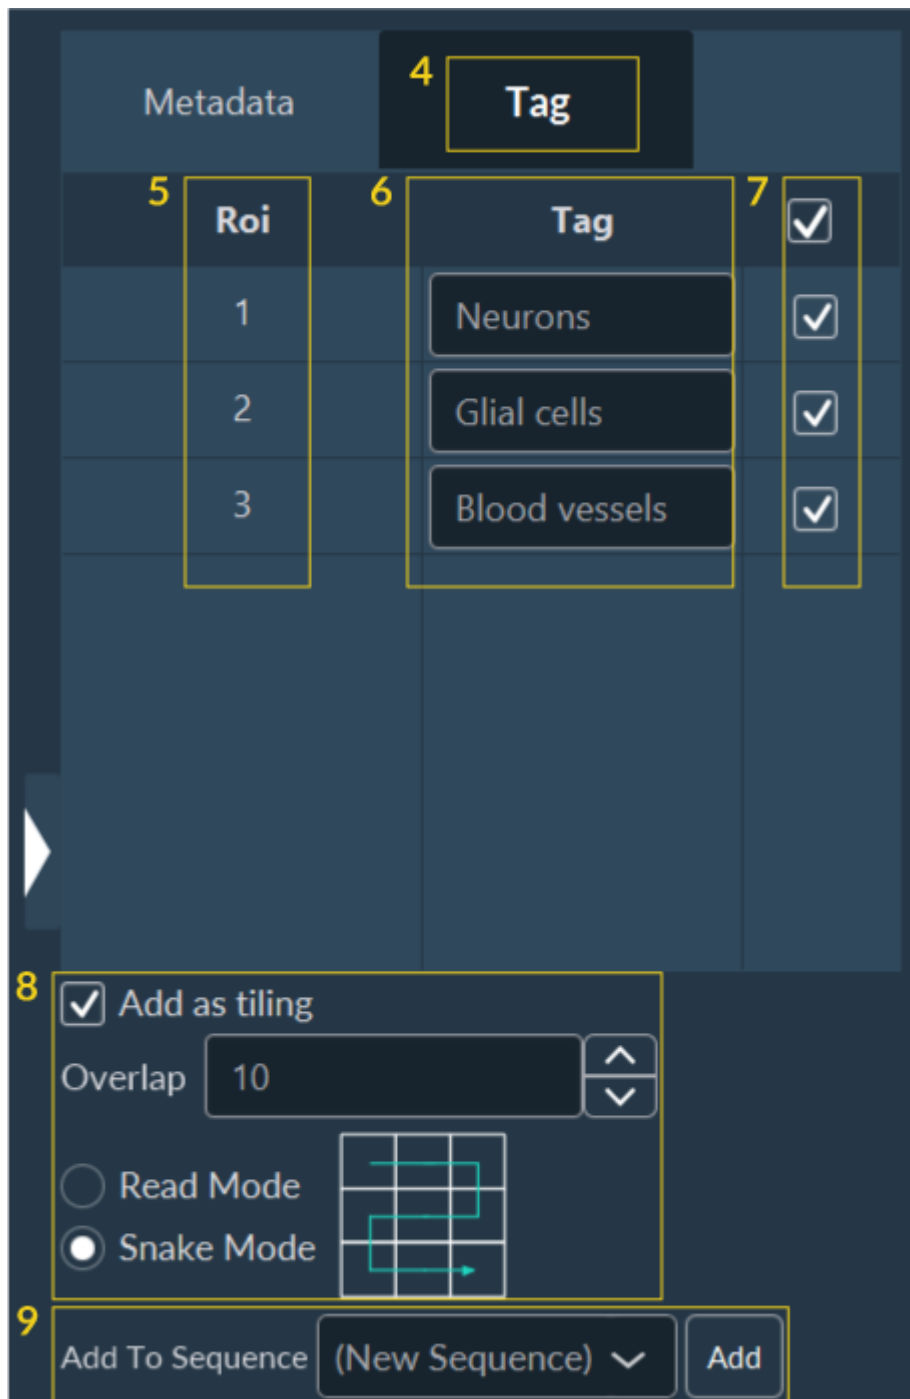 Metadata 4 Tag
5 Roi 6 Tag 7
1 Neurons
2 Glial cells
3 Blood vessels
8 Add as tiling
Overlap 10
Read Mode
Snake Mode
9 Add To Sequence (New Sequence) Add